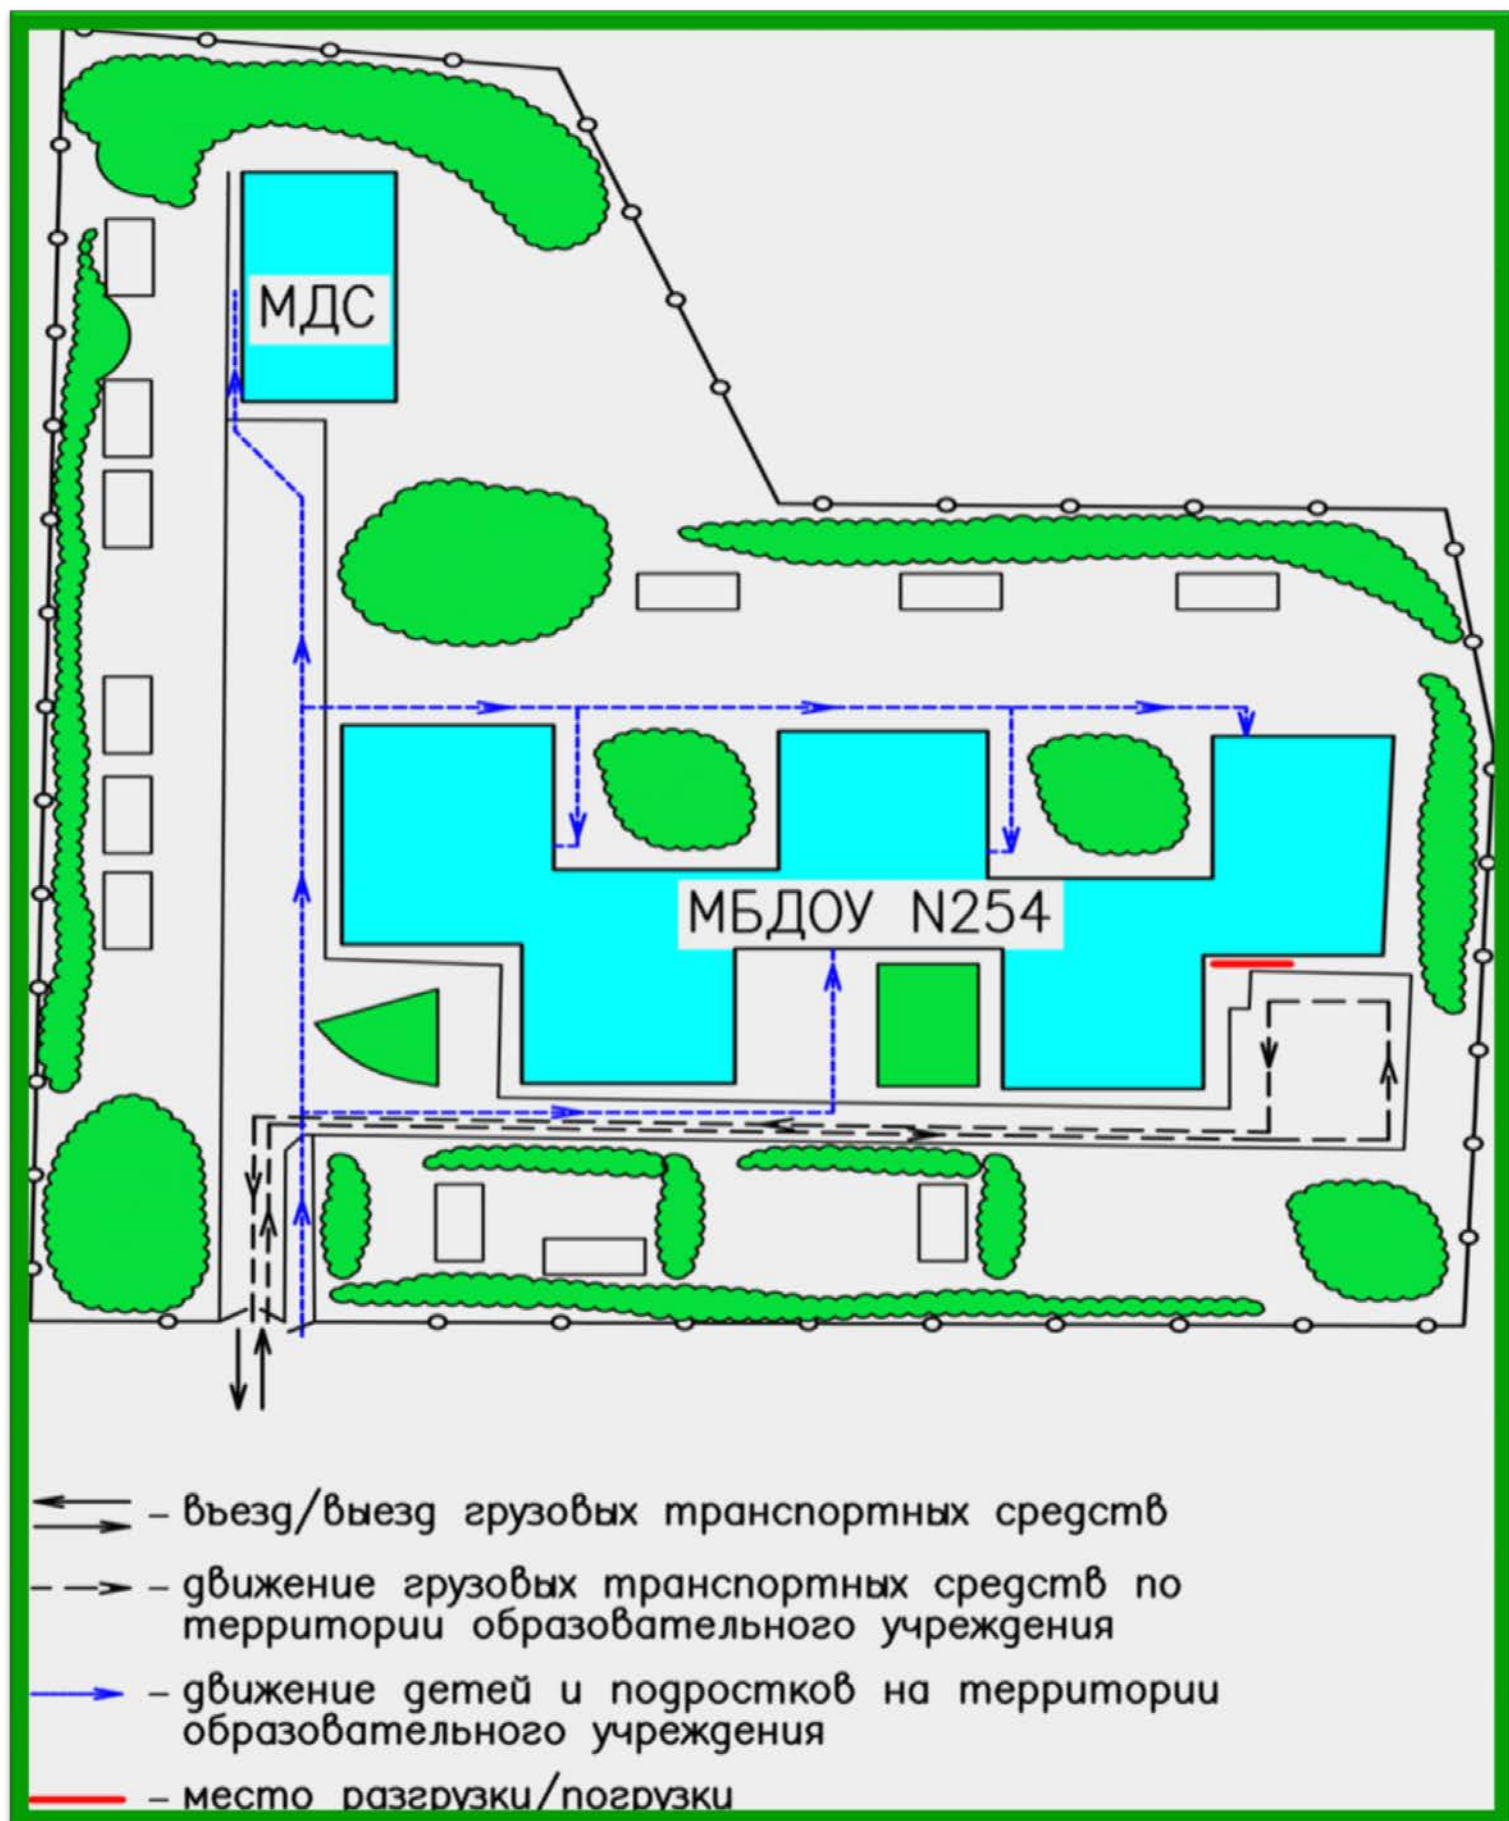 МДС
МБДОУ N254
– въезд/выезд грузовых транспортных средств
– движение грузовых транспортных средств по
территории образовательного учреждения
– движение детей и подростков на территории
образовательного учреждения
– место разгрузки/погрузки